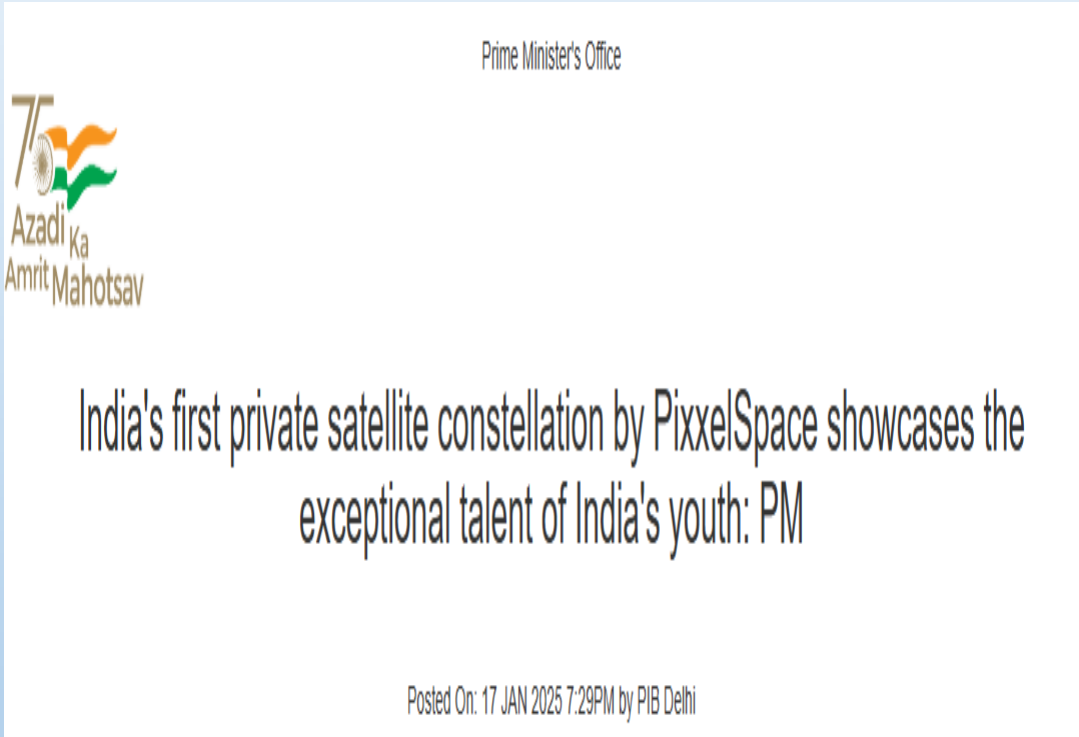 Prime Minister's Office
75
Azadi Ka
Amrit Mahotsav
India's first private satellite constellation by PixxelSpace showcases the
exceptional talent of India's youth: PM
Posted On: 17 JAN 2025 7:29PM by PIB Delhi